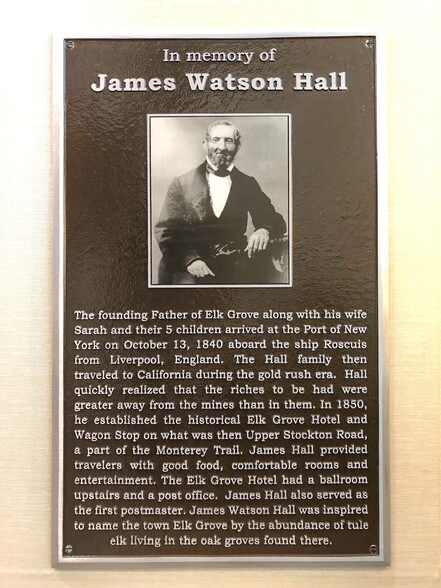 In memory of
James Watson Hall
The founding Father of Elk Grove along with his wife
Sarah and their 5 children arrived at the Port of New
York on October 13, 1840 aboard the ship Roscuis
from Liverpool, England. The Hall family then
traveled to California during the gold rush era. Hall
quickly realized that the riches to be had were
greater away from the mines than in them. In 1850,
he established the historical Elk Grove Hotel and
Wagon Stop on what was then Upper Stockton Road,
a part of the Monterey Trail. James Hall provided
travelers with good food, comfortable rooms and
entertainment. The Elk Grove Hotel had a ballroom
upstairs and a post office. James Hall also served as
the first postmaster. James Watson Hall was inspired
to name the town Elk Grove by the abundance of tule
elk living in the oak groves found there.